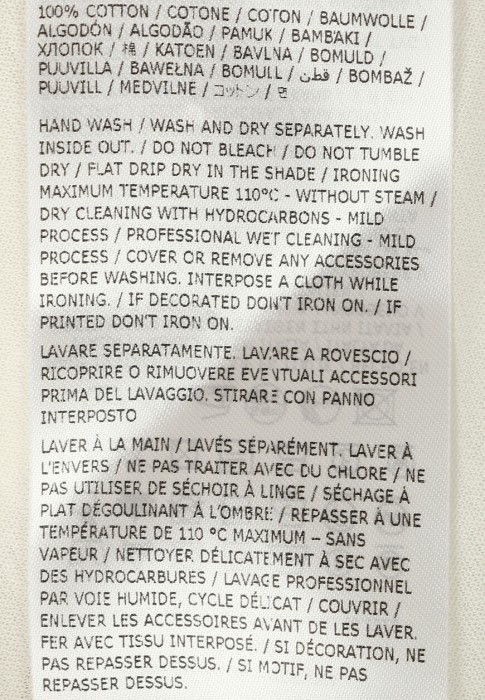 100% COTTON / COTONE / COTON / BAUMWOLLE /
ALGODÓN / ALGODÃO / PAMUK / BAMBAKI /
ХЛОПОК / 棉 / KATOEN / BAVLNA / BOMULD /
PUUVILLA / BAWEŁNA / BOMULL / قطن / BOMBAŽ /
PUUVILL / MEDVILNE / コットン / 면
HAND WASH / WASH AND DRY SEPARATELY. WASH
INSIDE OUT. / DO NOT BLEACH / DO NOT TUMBLE
DRY / FLAT DRIP DRY IN THE SHADE / IRONING
MAXIMUM TEMPERATURE 110°C - WITHOUT STEAM /
DRY CLEANING WITH HYDROCARBONS - MILD
PROCESS / PROFESSIONAL WET CLEANING - MILD
PROCESS / COVER OR REMOVE ANY ACCESSORIES
BEFORE WASHING. INTERPOSE A CLOTH WHILE
IRONING. / IF DECORATED DON'T IRON ON. / IF
PRINTED DON'T IRON ON.
LAVARE SEPARATAMENTE. LAVARE A ROVESCIO /
RICOPRIRE O RIMUOVERE EVENTUALI ACCESSORI
PRIMA DEL LAVAGGIO. STIRARE CON PANNO
INTERPOSTO
LAVER À LA MAIN / LAVÉS SÉPARÉMENT. LAVER À
L'ENVERS / NE PAS TRAITER AVEC DU CHLORE / NE
PAS UTILISER DE SÉCHOIR À LINGE / SÉCHAGE À
PLAT DÉGOULINANT À L'OMBRE / REPASSER À UNE
TEMPÉRATURE DE 110 °C MAXIMUM – SANS
VAPEUR / NETTOYER DÉLICATEMENT À SEC AVEC
DES HYDROCARBURES / LAVAGE PROFESSIONNEL
PAR VOIE HUMIDE, CYCLE DÉLICAT / COUVRIR /
ENLEVER LES ACCESSOIRES AVANT DE LES LAVER.
FER AVEC TISSU INTERPOSÉ. / SI DÉCORATION, NE
PAS REPASSER DESSUS. / SI MOTIF, NE PAS
REPASSER DESSUS.